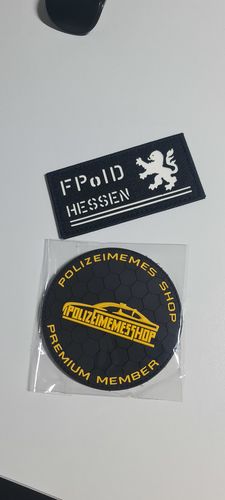 FPolD
HESSEN
POLIZEIMEMES SHOP
POLIZEIMEMESSHOP
PREMIUM MEMBER